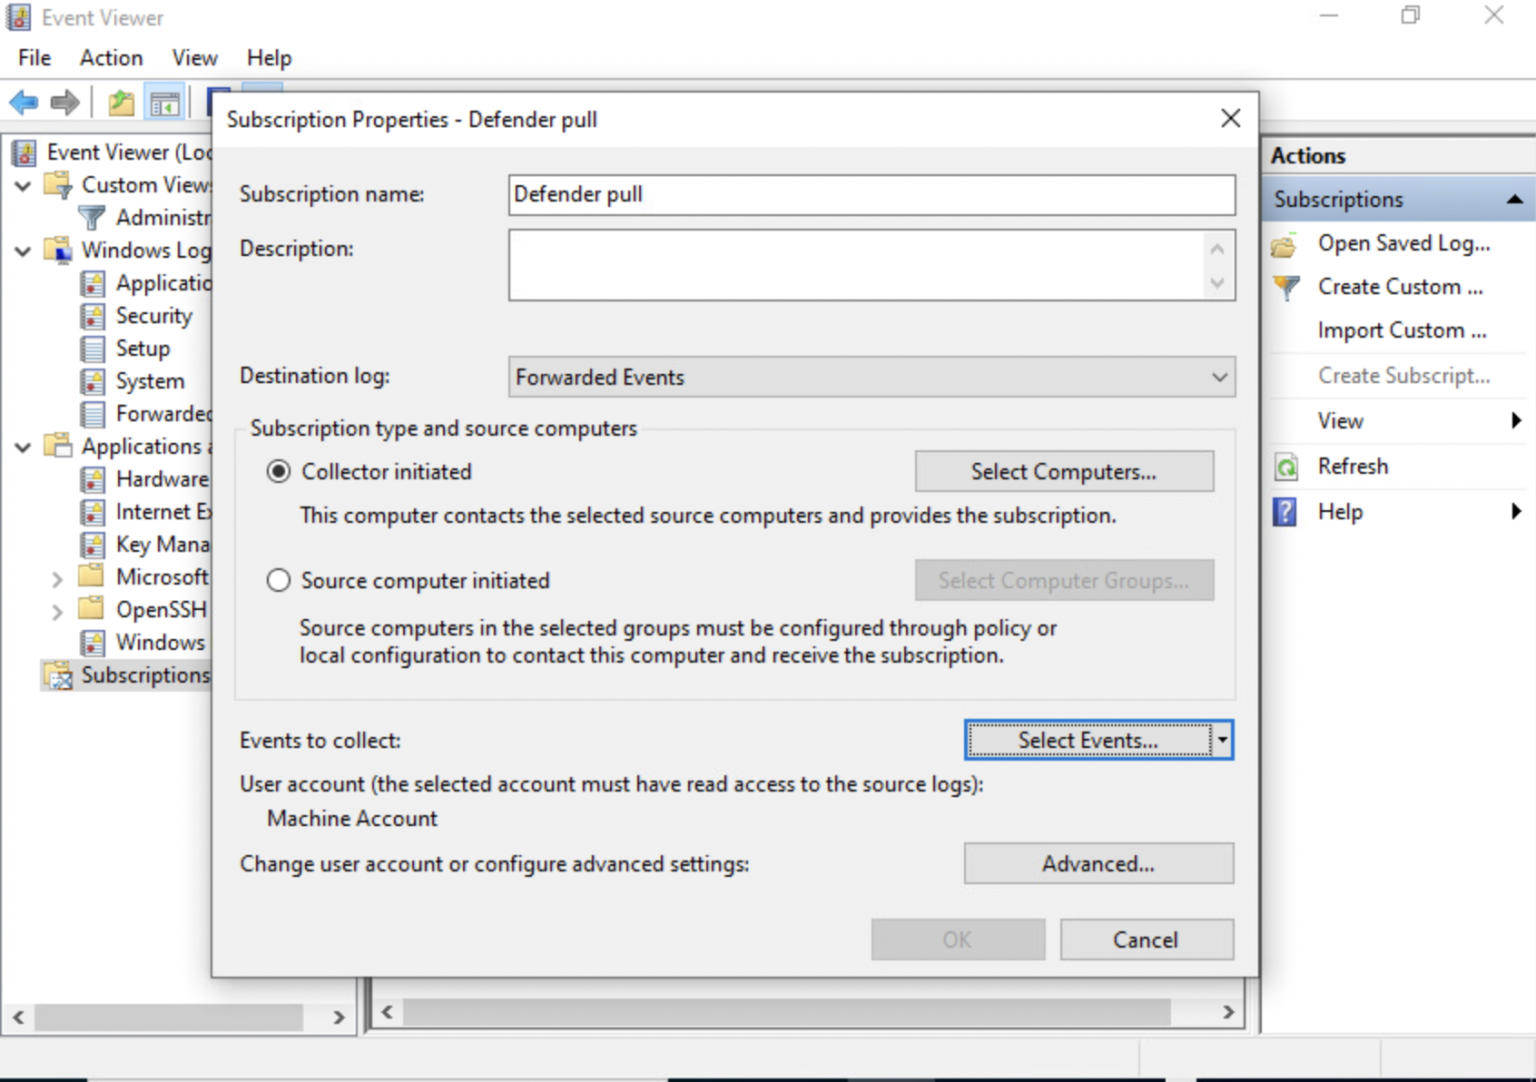 Event Viewer
File Action View Help
Subscription Properties - Defender pull
Event Viewer (Loc
Custom View
Administr
Windows Log
Applicatio
Security
Setup
System
Forwarded
Applications a
Hardware
Internet Ex
Key Mana
Microsoft
OpenSSH
Windows
Subscriptions
Subscription name:
Defender pull
Description:
Destination log:
Forwarded Events
Subscription type and source computers
Collector initiated
Select Computers...
This computer contacts the selected source computers and provides the subscription.
Source computer initiated
Select Computer Groups...
Source computers in the selected groups must be configured through policy or
local configuration to contact this computer and receive the subscription.
Events to collect:
Select Events...
User account (the selected account must have read access to the source logs):
Machine Account
Change user account or configure advanced settings:
Advanced...
OK
Cancel
Actions
Subscriptions
Open Saved Log...
Create Custom ...
Import Custom ...
Create Subscript...
View
Refresh
Help